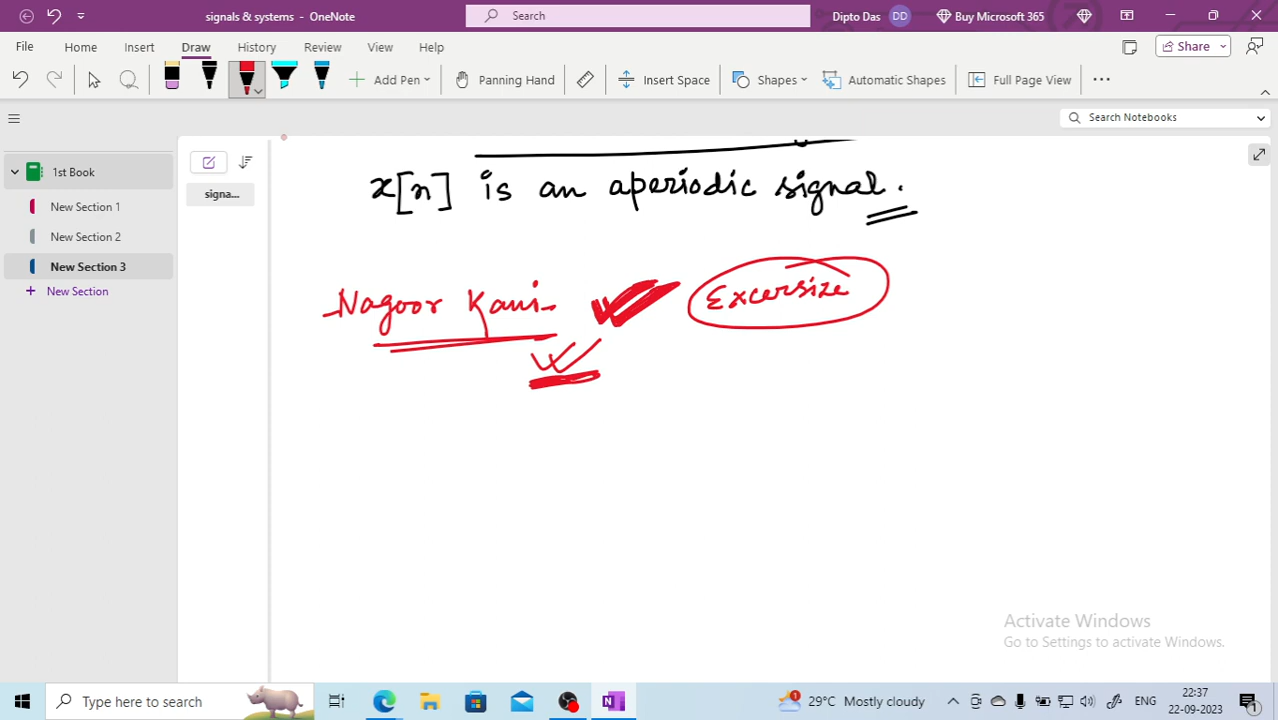 signals & systems - OneNote
Search
Dipto Das
DD
Buy Microsoft 365
File Home Insert Draw History Review View Help
Share
Add Pen
Panning Hand
Insert Space
Shapes
Automatic Shapes
Full Page View
Search Notebooks
1st Book
New Section 1
New Section 2
New Section 3
New Section
signa...
x[n] is an aperiodic signal.
Nagoor Kani
Excersize
Activate Windows
Go to Settings to activate Windows.
Type here to search
29°C Mostly cloudy
ENG
22:37
22-09-2023
1